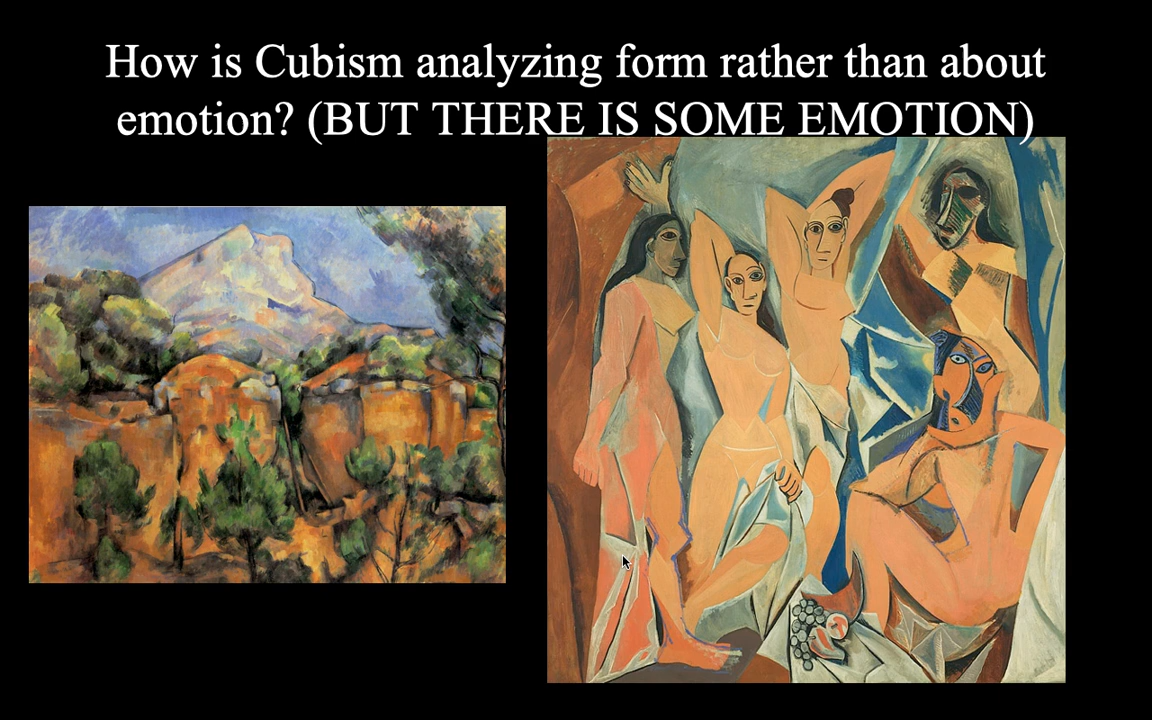 How is Cubism analyzing form rather than about
emotion? (BUT THERE IS SOME EMOTION)